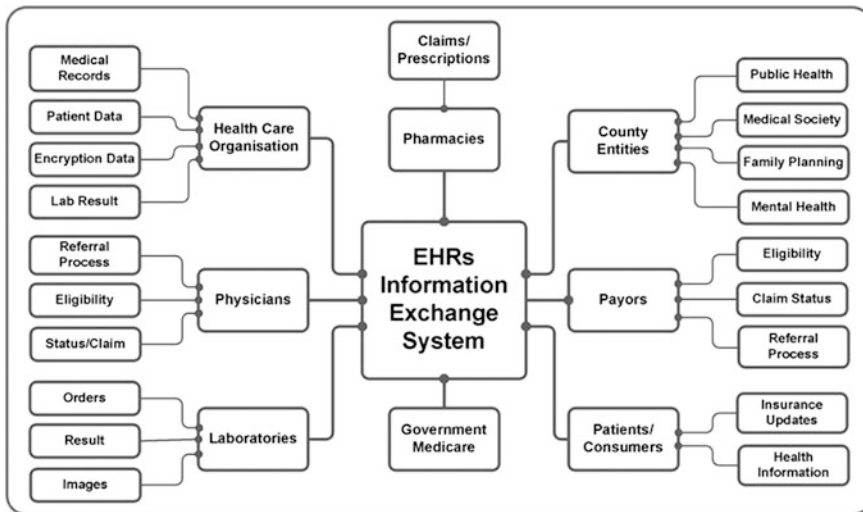 Claims/
Prescriptions
Medical
Records
Public Health
Patient Data
Health Care
Organisation
Pharmacies
County
Entities
Medical Society
Encryption Data
Family Planning
Lab Result
Mental Health
Referral
Process
EHRs
Information
Exchange
System
Eligibility
Eligibility
Physicians
Payors
Claim Status
Status/Claim
Referral
Process
Orders
Insurance
Updates
Result
Laboratories
Government
Medicare
Patients/
Consumers
Images
Health
Information